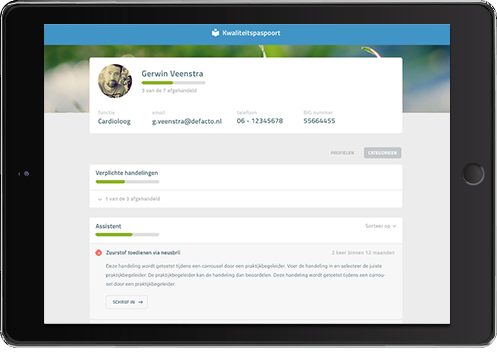 Kwaliteitspaspoort
Gerwin Veenstra
3 van de 7 afgehandeld
functie email telefoon BIG nummer
Cardioloog g.veenstra@defacto.nl 06 - 12345678 55664455
PROFIELEN CATEGORIEËN
Verplichte handelingen
1 van de 3 afgehandeld
Assistent Sorteer op
Zuurstof toedienen via neusbril 2 keer binnen 12 maanden
Deze handeling wordt getoetst tijdens een carrousel door een praktijkbegeleider. Voer de handeling in en selecteer de juiste
praktijkbegeleider. De praktijkbegeleider kan de handeling dan beoordelen. Deze handeling wordt getoetst tijdens een carrou-
sel door een praktijkbegeleider.
SCHRIJF IN